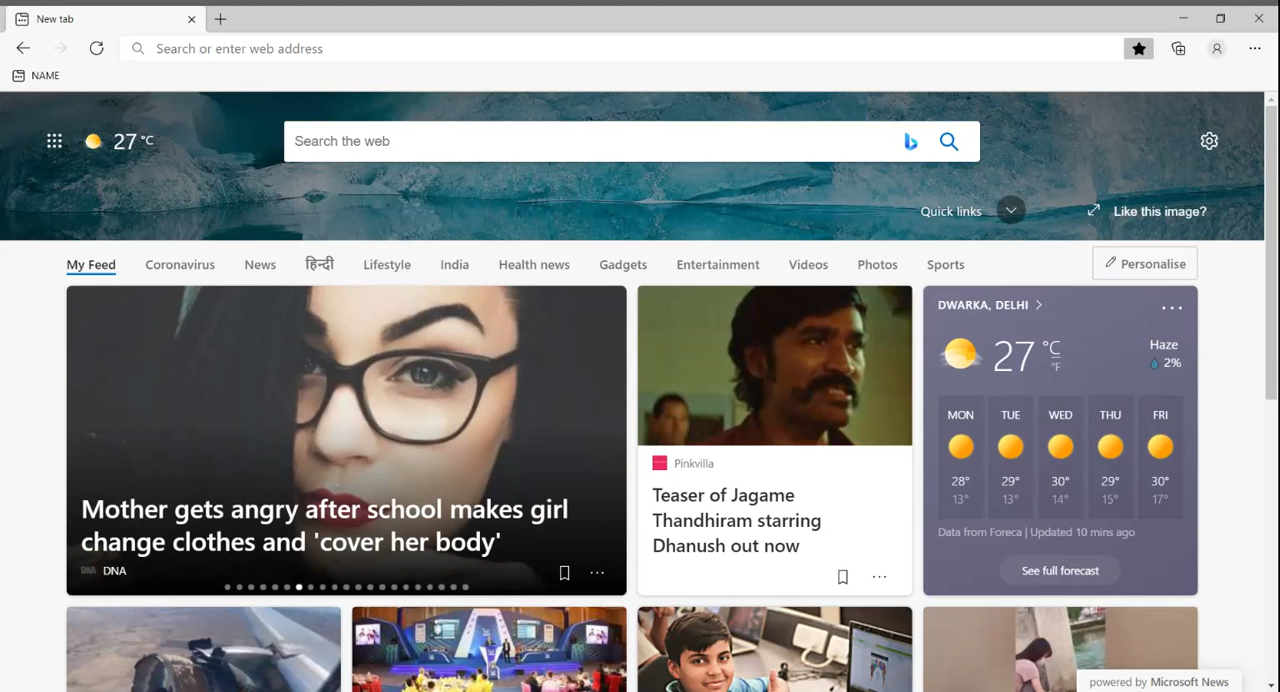 New tab
Search or enter web address
NAME
27 °C
Search the web
Quick links
Like this image?
My Feed Coronavirus News हिन्दी Lifestyle India Health news Gadgets Entertainment Videos Photos Sports
Personalise
Mother gets angry after school makes girl
change clothes and 'cover her body'
DNA DNA
Pinkvilla
Teaser of Jagame
Thandhiram starring
Dhanush out now
DWARKA, DELHI
27 °C
°F
Haze
2%
MON TUE WED THU FRI
28° 29° 30° 29° 30°
13° 13° 14° 15° 17°
Data from Foreca | Updated 10 mins ago
See full forecast
powered by Microsoft News